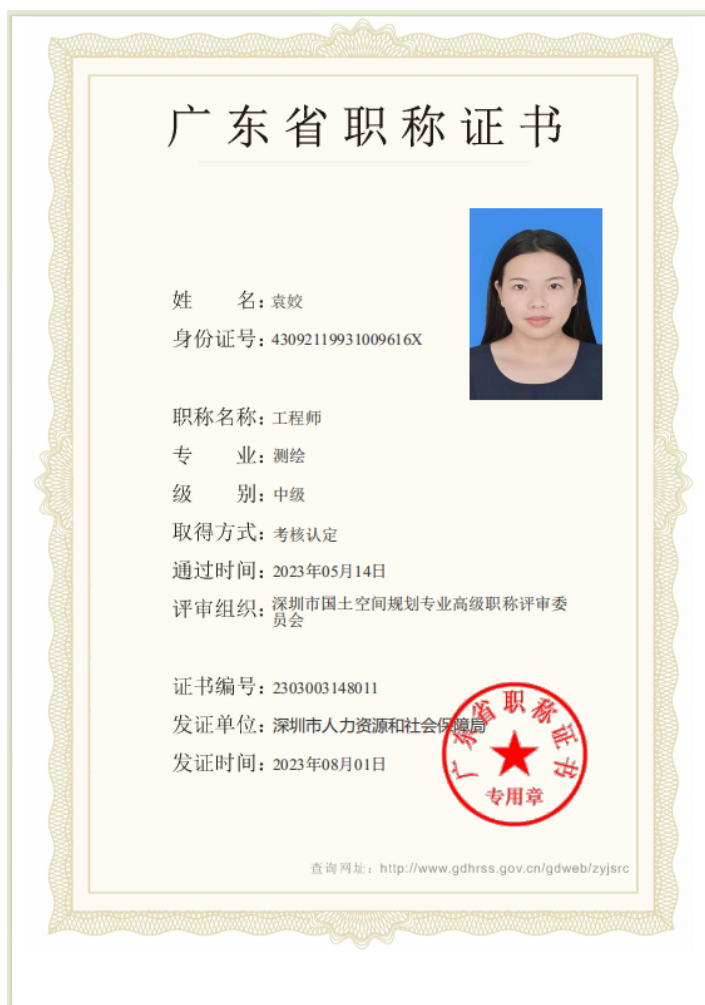 广东省职称证书
姓 名：袁姣
身份证号：43092119931009616X
职称名称：工程师
专 业：测绘
级 别：中级
取得方式：考核认定
通过时间：2023年05月14日
评审组织：深圳市国土空间规划专业高级职称评审委
员会
证书编号：2303003148011
发证单位：深圳市人力资源和社会保障局
发证时间：2023年08月01日
广东省职称证书
专用章
查询网址：http://www.gdhrss.gov.cn/gdweb/zyjsrc